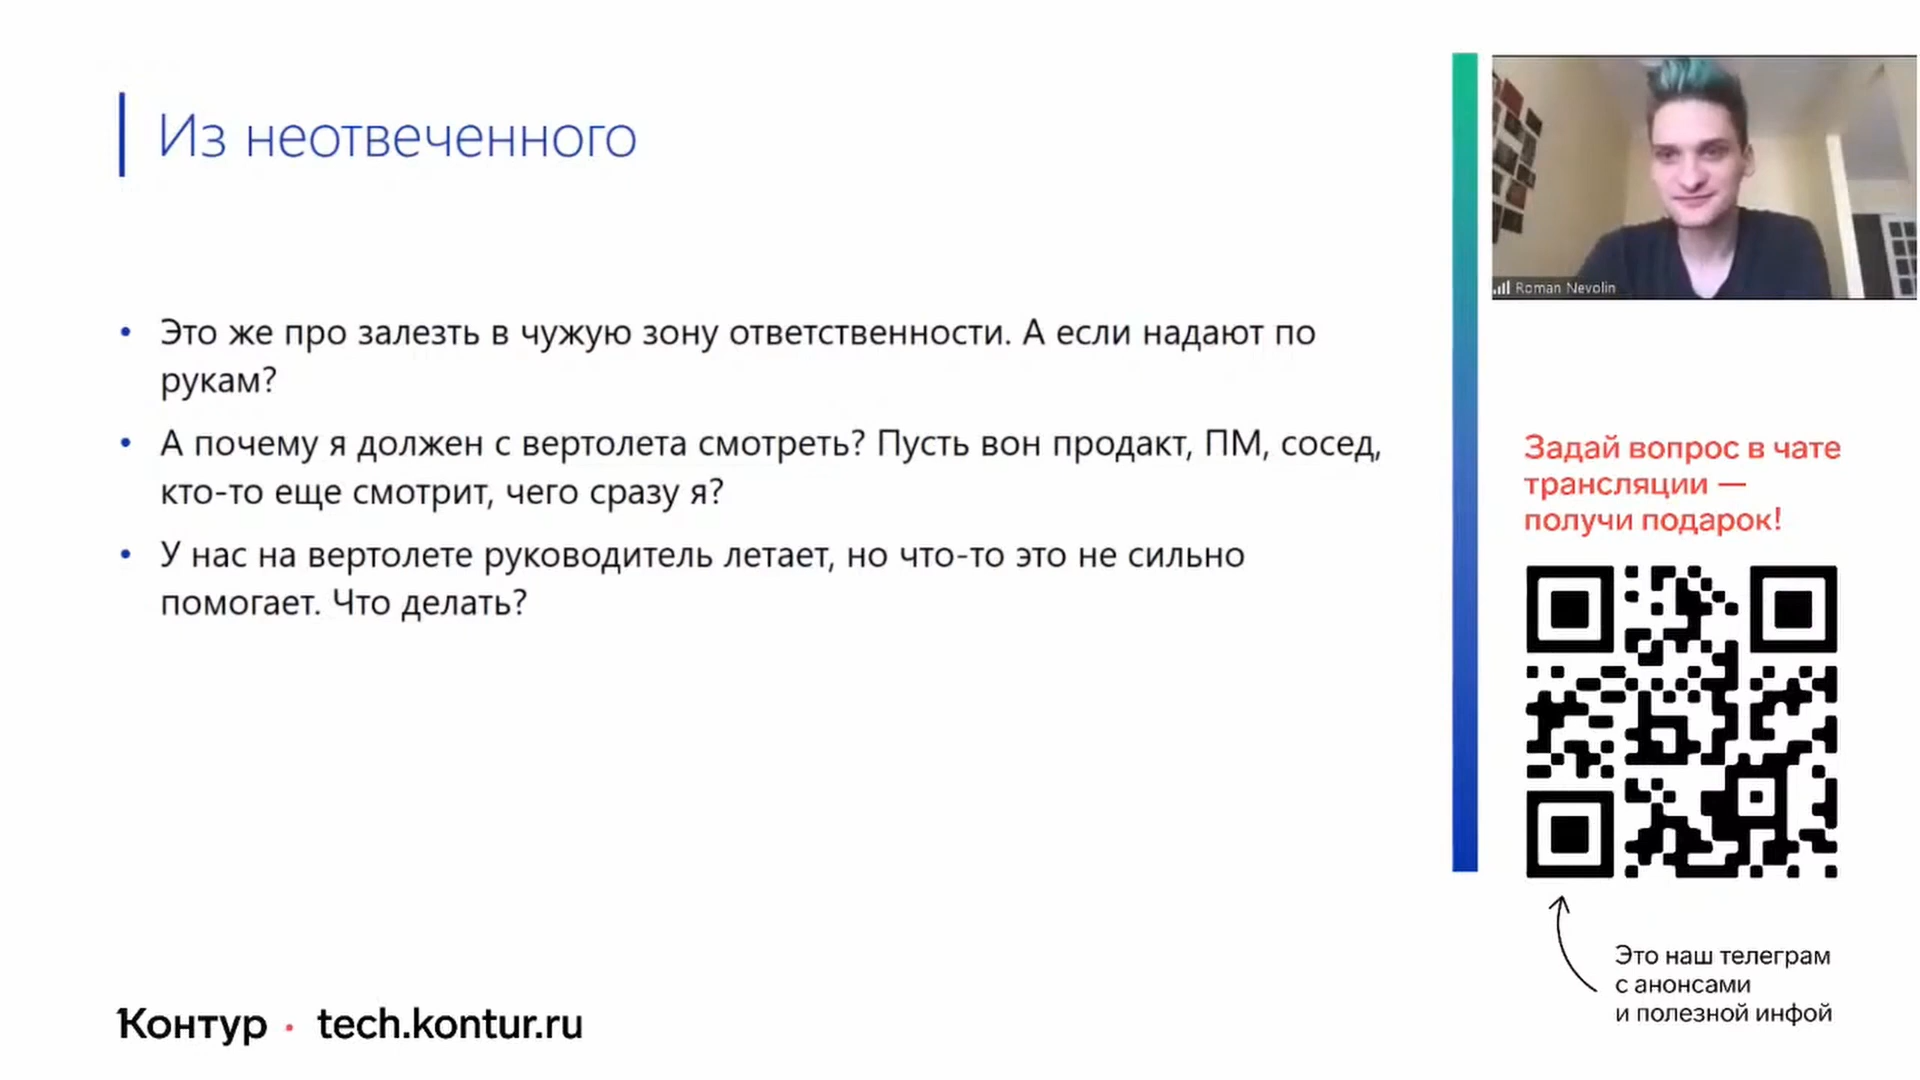 Из неотвеченного
• Это же про залезть в чужую зону ответственности. А если надают по
рукам?
• А почему я должен с вертолета смотреть? Пусть вон продакт, ПМ, сосед,
кто-то еще смотрит, чего сразу я?
• У нас на вертолете руководитель летает, но что-то это не сильно
помогает. Что делать?
Контур • tech.kontur.ru
Roman Nevolin
Задай вопрос в чате
трансляции —
получи подарок!
Это наш телеграм
с анонсами
и полезной инфой